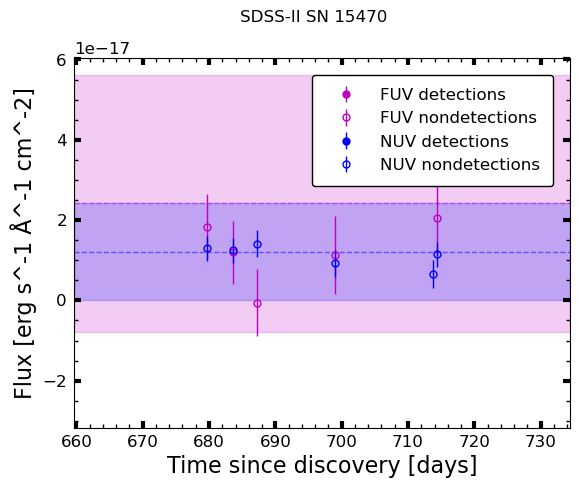 SDSS-II SN 15470
1e−17
6
4
2
0
−2
FUV detections
FUV nondetections
NUV detections
NUV nondetections
Flux [erg s^-1 Å^-1 cm^-2]
660 670 680 690 700 710 720 730
Time since discovery [days]